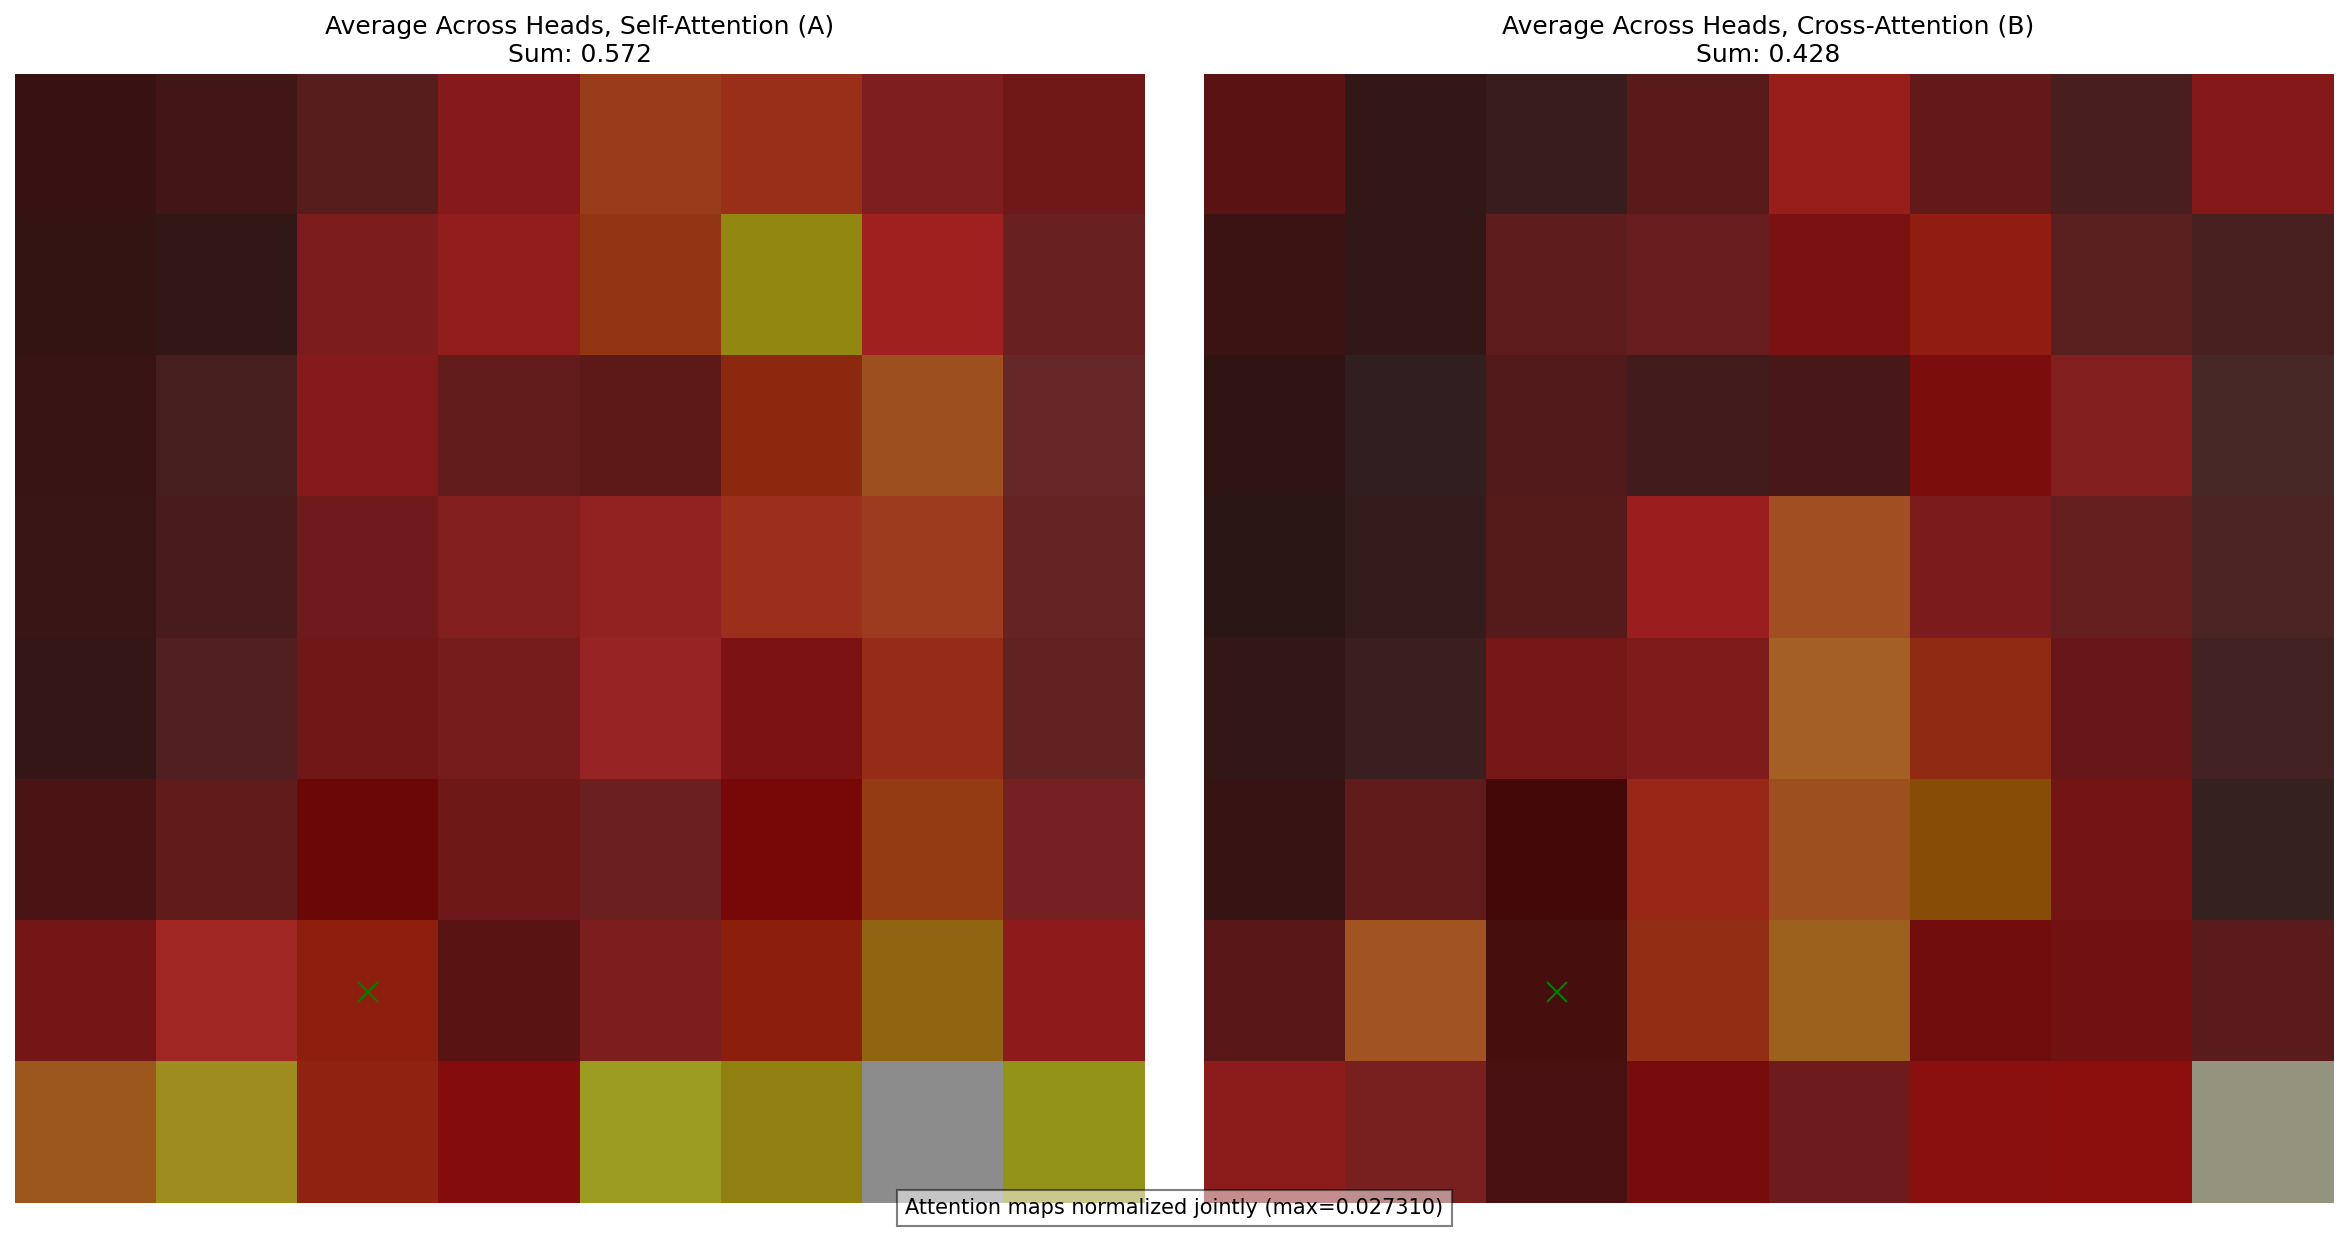 Average Across Heads, Self-Attention (A)
Sum: 0.572
Average Across Heads, Cross-Attention (B)
Sum: 0.428
Attention maps normalized jointly (max=0.027310)